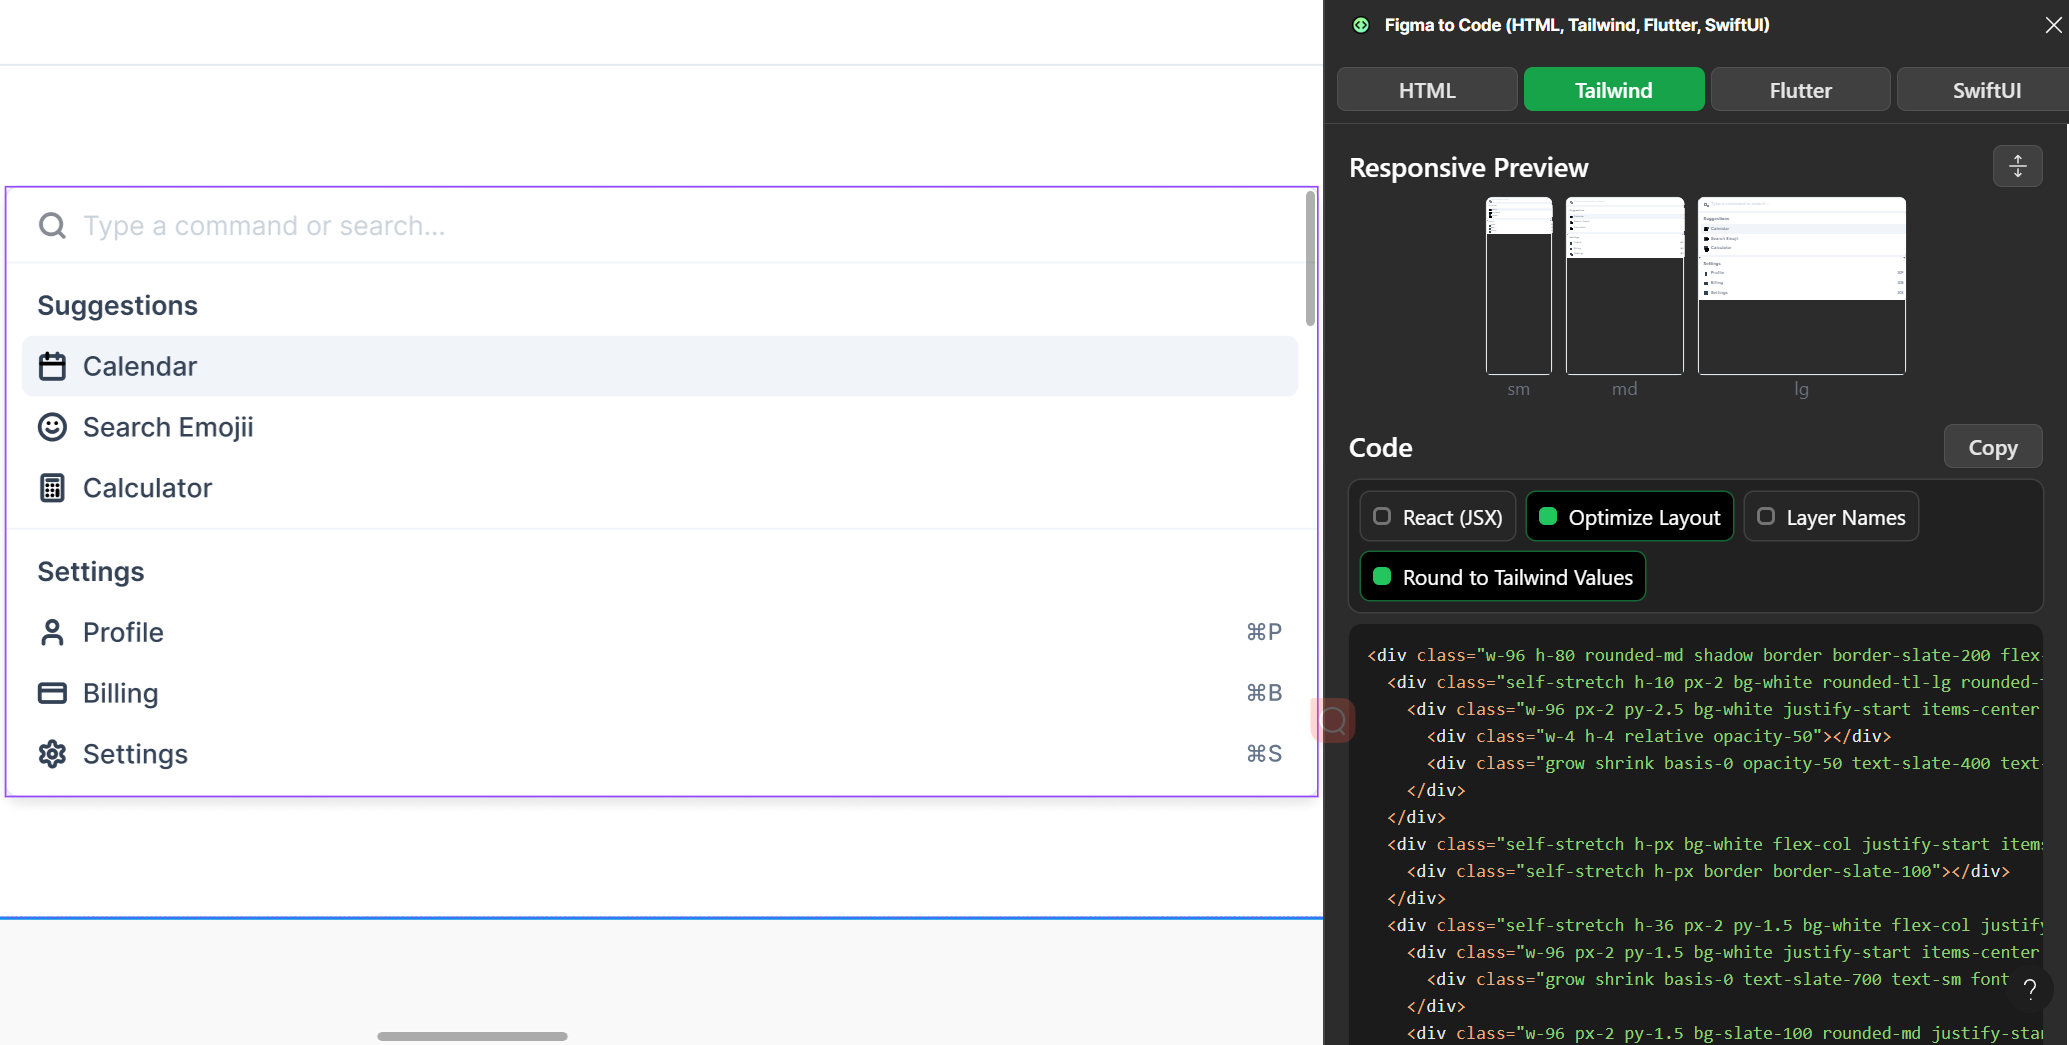 Type a command or search...
Suggestions
Calendar
Search Emojii
Calculator
Settings
Profile ⌘P
Billing ⌘B
Settings ⌘S
Figma to Code (HTML, Tailwind, Flutter, SwiftUI)
HTML Tailwind Flutter SwiftUI
Responsive Preview
sm md lg
Code Copy
React (JSX) Optimize Layout Layer Names
Round to Tailwind Values
<div class="w-96 h-80 rounded-md shadow border border-slate-200 flex-
<div class="self-stretch h-10 px-2 bg-white rounded-tl-lg rounded-
<div class="w-96 px-2 py-2.5 bg-white justify-start items-center
<div class="w-4 h-4 relative opacity-50"></div>
<div class="grow shrink basis-0 opacity-50 text-slate-400 text-
</div>
</div>
<div class="self-stretch h-px bg-white flex-col justify-start item
<div class="self-stretch h-px border border-slate-100"></div>
</div>
<div class="self-stretch h-36 px-2 py-1.5 bg-white flex-col justify
<div class="w-96 px-2 py-1.5 bg-white justify-start items-center
<div class="grow shrink basis-0 text-slate-700 text-sm font
?
</div>
<div class="w-96 px-2 py-1.5 bg-slate-100 rounded-md justify-star